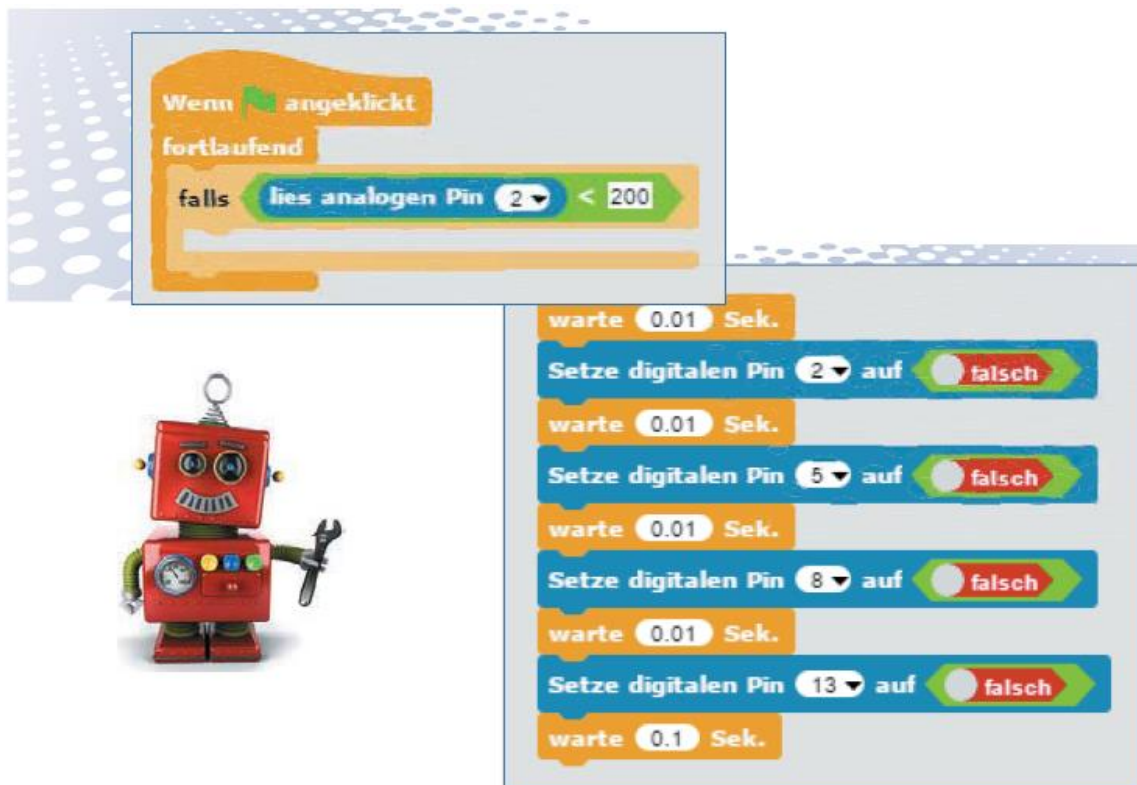 Wenn angeklickt
fortlaufend
falls lies analogen Pin 2 < 200
warte 0.01 Sek.
Setze digitalen Pin 2 auf falsch
warte 0.01 Sek.
Setze digitalen Pin 5 auf falsch
warte 0.01 Sek.
Setze digitalen Pin 8 auf falsch
warte 0.01 Sek.
Setze digitalen Pin 13 auf falsch
warte 0.1 Sek.